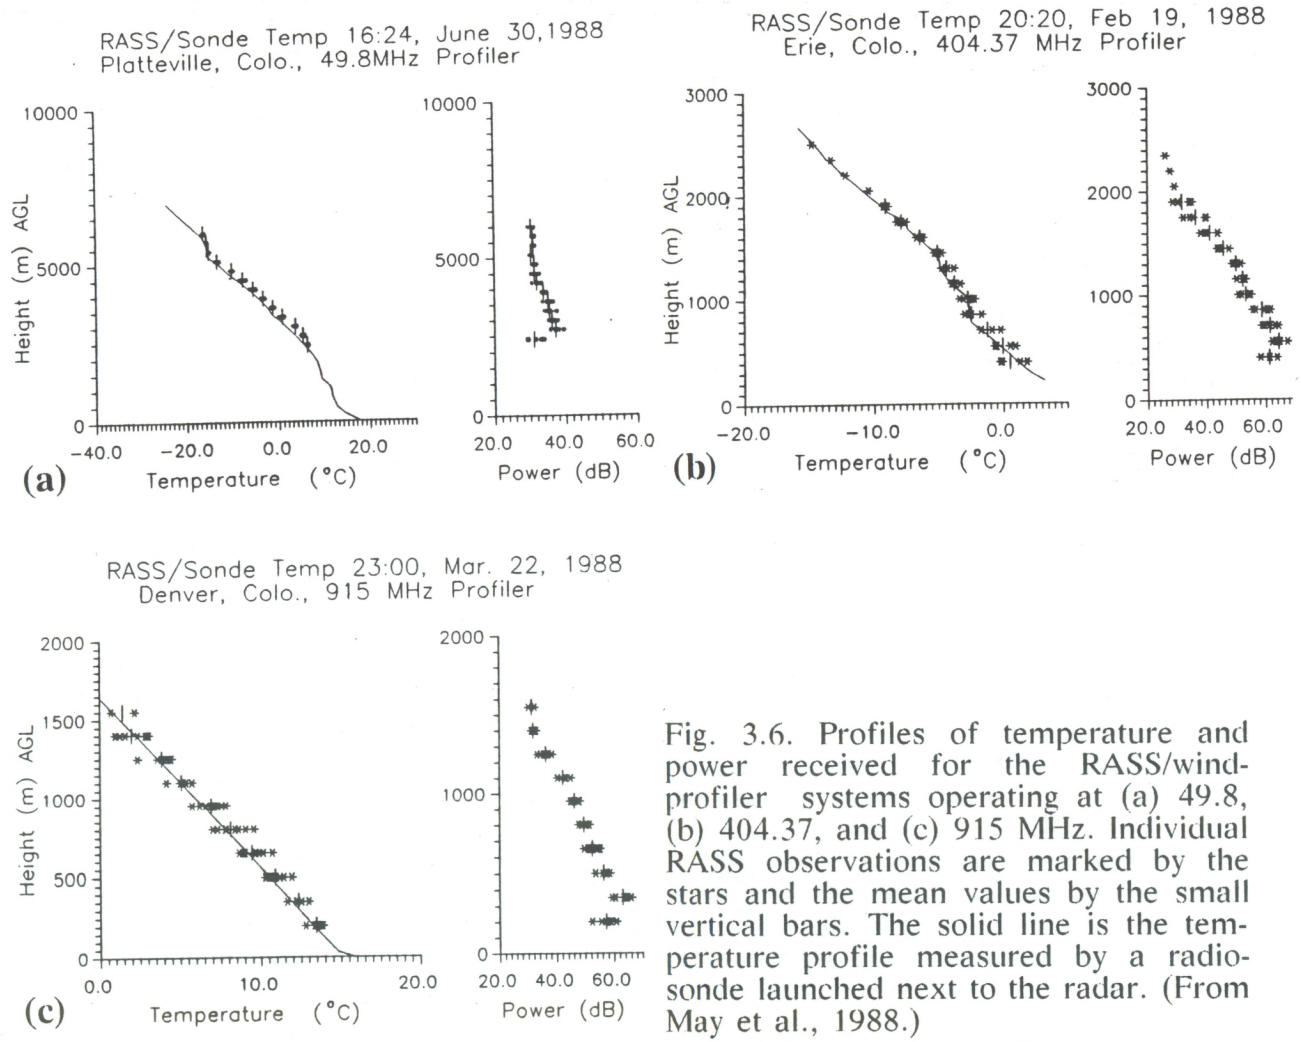 RASS/Sonde Temp 16:24, June 30,1988
Platteville, Colo., 49.8MHz Profiler
10000
5000
0
Height (m) AGL
-40.0 -20.0 0.0 20.0
Temperature (°C)
10000
5000
0
20.0 40.0 60.0
Power (dB)
(a)
RASS/Sonde Temp 20:20, Feb 19, 1988
Erie, Colo., 404.37 MHz Profiler
3000
2000
1000
0
Height (m) AGL
-20.0 -10.0 0.0
Temperature (°C)
3000
2000
1000
0
20.0 40.0 60.0
Power (dB)
(b)
RASS/Sonde Temp 23:00, Mar. 22, 1988
Denver, Colo., 915 MHz Profiler
2000
1500
1000
500
0
Height (m) AGL
0.0 10.0 20.0
Temperature (°C)
2000
1000
0
20.0 40.0 60.0
Power (dB)
(c)
Fig. 3.6. Profiles of temperature and
power received for the RASS/wind-
profiler systems operating at (a) 49.8,
(b) 404.37, and (c) 915 MHz. Individual
RASS observations are marked by the
stars and the mean values by the small
vertical bars. The solid line is the tem-
perature profile measured by a radio-
sonde launched next to the radar. (From
May et al., 1988.)